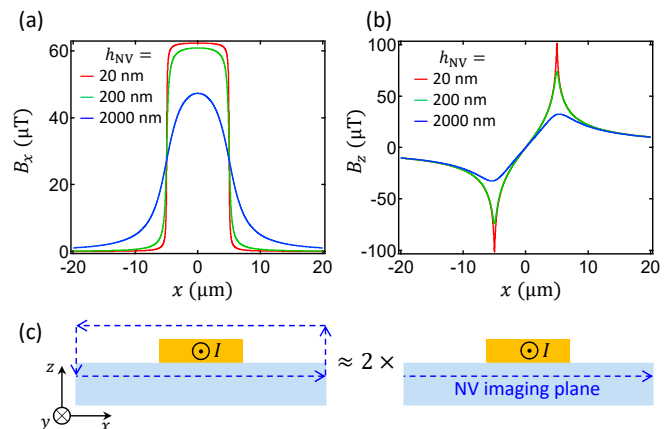 (a)
B_x (μT)
60
40
20
0
h_NV =
20 nm
200 nm
2000 nm
-20 -10 0 10 20
x (μm)
(b)
B_z (μT)
100
50
0
-50
-100
h_NV =
20 nm
200 nm
2000 nm
-20 -10 0 10 20
x (μm)
(c)
I
≈ 2 ×
I
NV imaging plane
z
y
x